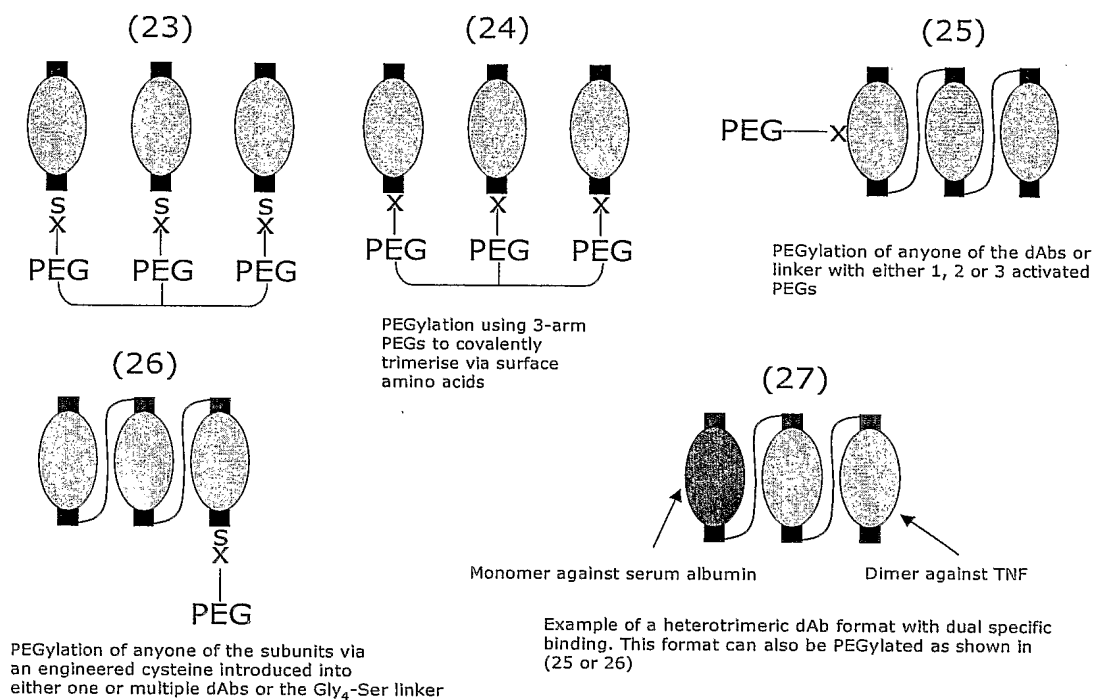 (23)
(24)
(25)
S
X
S
X
S
X
PEG
PEG
PEG
X
X
X
PEG
PEG
PEG
PEG
X
PEGylation of anyone of the dAbs or
linker with either 1, 2 or 3 activated
PEGs
PEGylation using 3-arm
PEGs to covalently
trimerise via surface
amino acids
(26)
S
X
PEG
PEGylation of anyone of the subunits via
an engineered cysteine introduced into
either one or multiple dAbs or the Gly4-Ser linker
(27)
Monomer against serum albumin
Dimer against TNF
Example of a heterotrimeric dAb format with dual specific
binding. This format can also be PEGylated as shown in
(25 or 26)